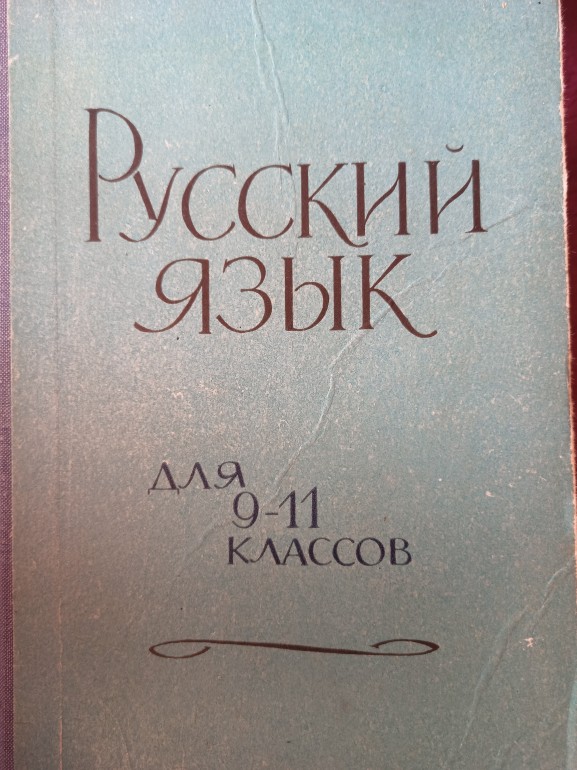 Русский
язык
для
9-11
классов